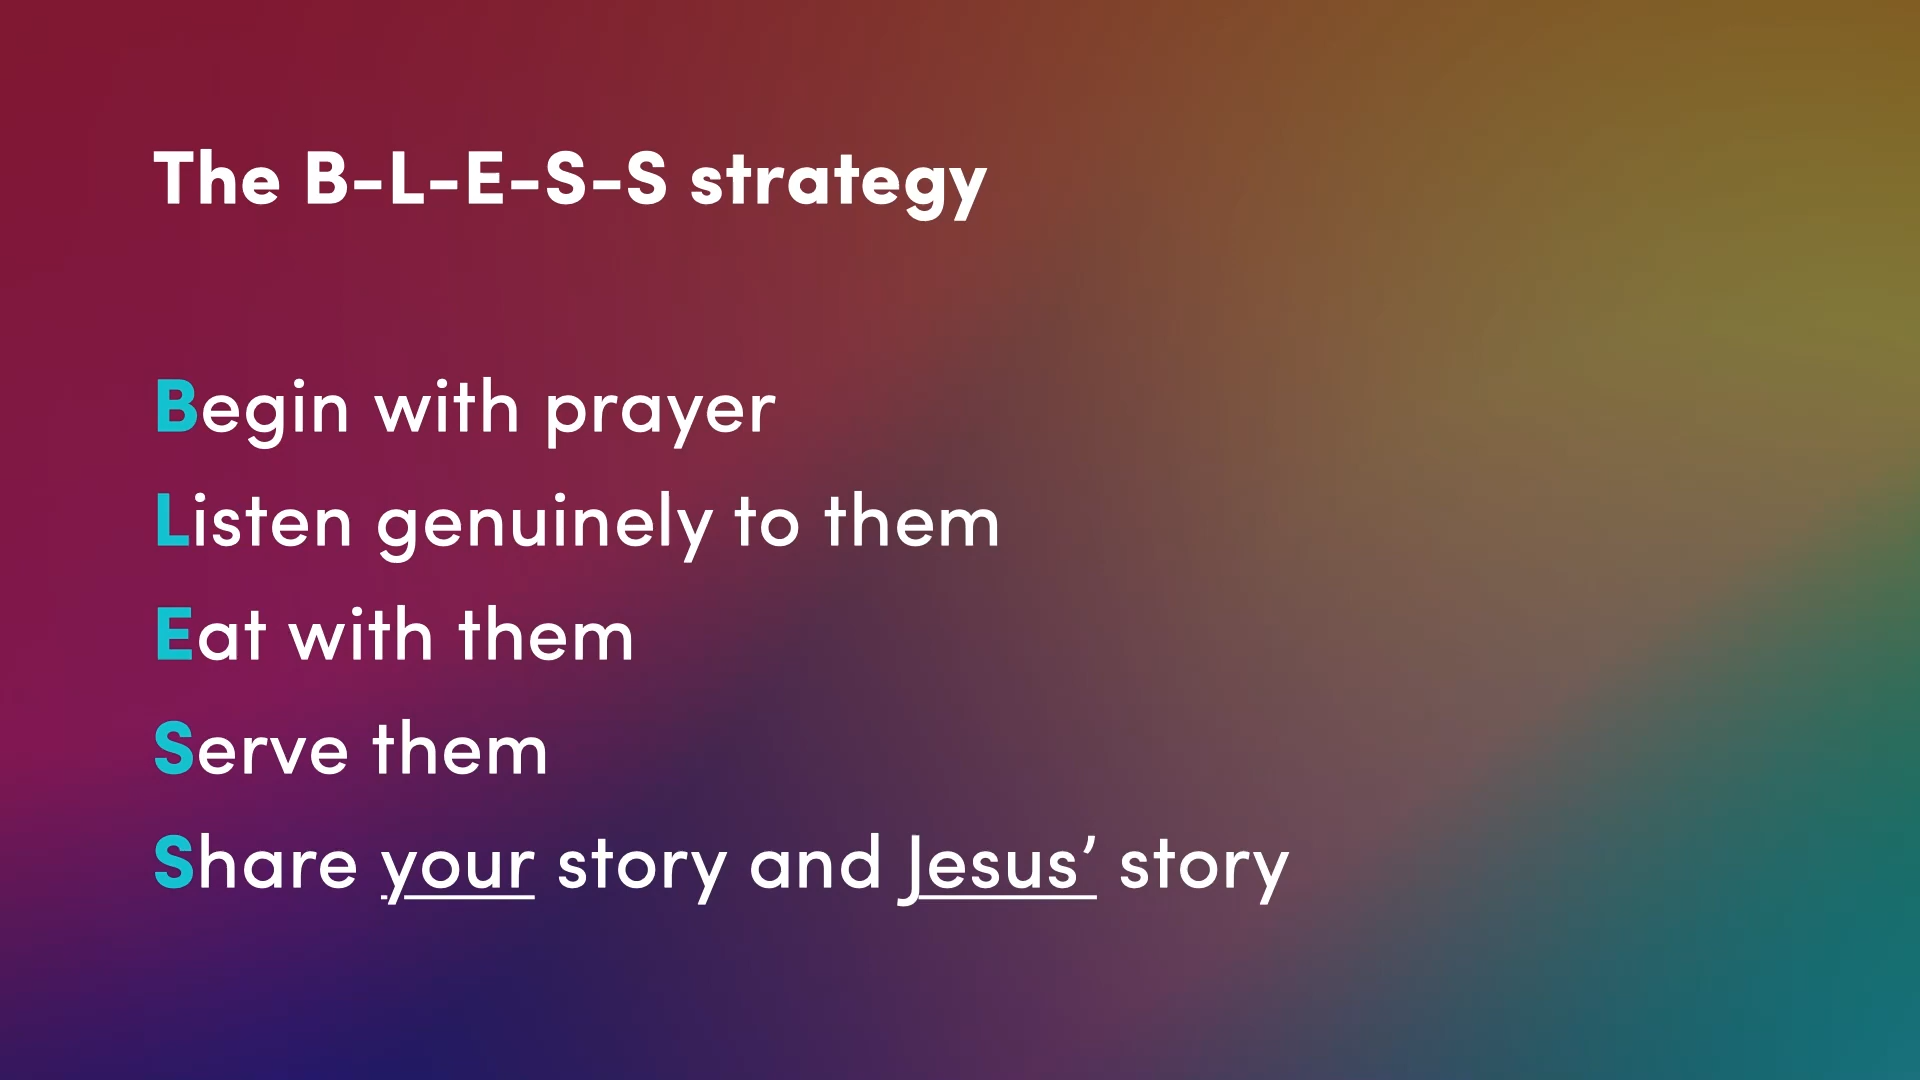 The B-L-E-S-S strategy
Begin with prayer
Listen genuinely to them
Eat with them
Serve them
Share your story and Jesus’ story